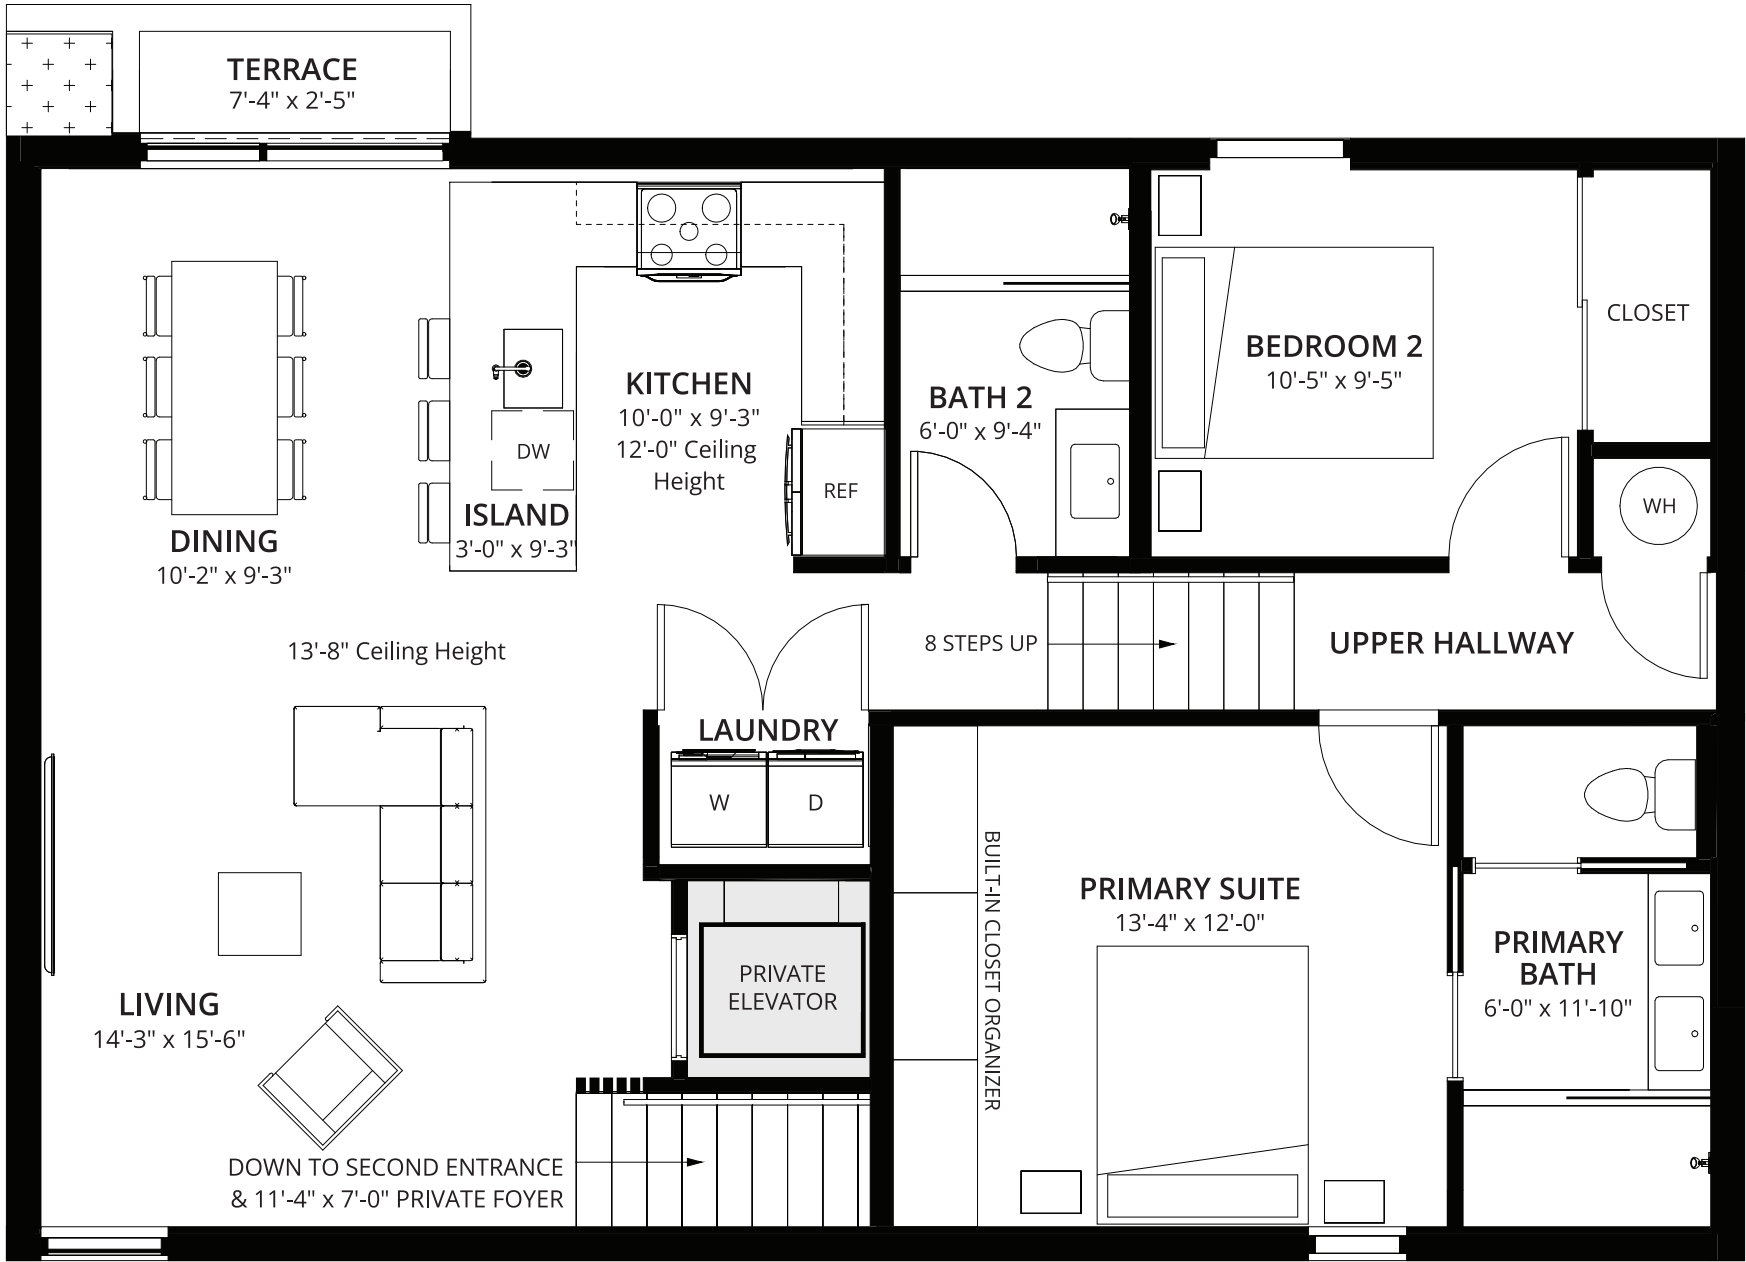 TERRACE
7'-4" x 2'-5"
KITCHEN
10'-0" x 9'-3"
12'-0" Ceiling
Height
DW
REF
ISLAND
3'-0" x 9'-3"
DINING
10'-2" x 9'-3"
13'-8" Ceiling Height
BATH 2
6'-0" x 9'-4"
BEDROOM 2
10'-5" x 9'-5"
CLOSET
WH
8 STEPS UP
UPPER HALLWAY
LAUNDRY
W
D
PRIVATE
ELEVATOR
LIVING
14'-3" x 15'-6"
DOWN TO SECOND ENTRANCE
& 11'-4" x 7'-0" PRIVATE FOYER
BUILT-IN CLOSET ORGANIZER
PRIMARY SUITE
13'-4" x 12'-0"
PRIMARY
BATH
6'-0" x 11'-10"